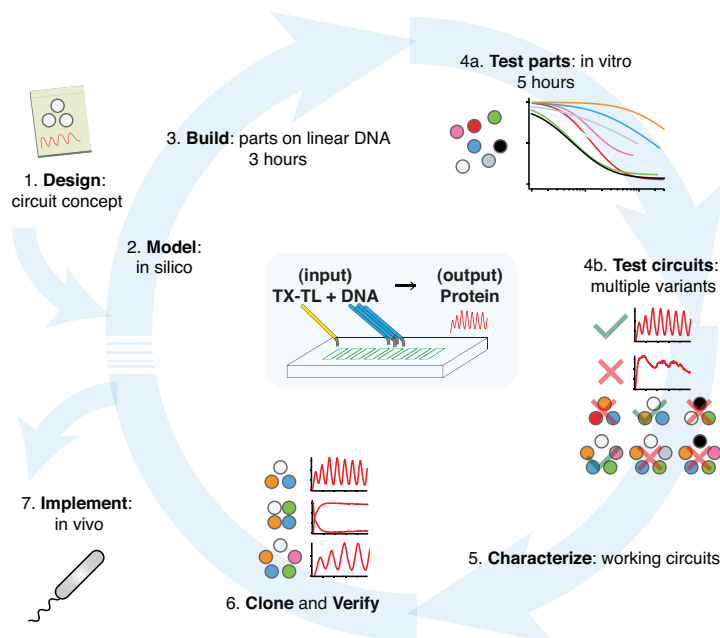 1. Design:
circuit concept
2. Model:
in silico
3. Build: parts on linear DNA
3 hours
4a. Test parts: in vitro
5 hours
(input)
TX-TL + DNA
→
(output)
Protein
4b. Test circuits:
multiple variants
5. Characterize: working circuits
6. Clone and Verify
7. Implement:
in vivo